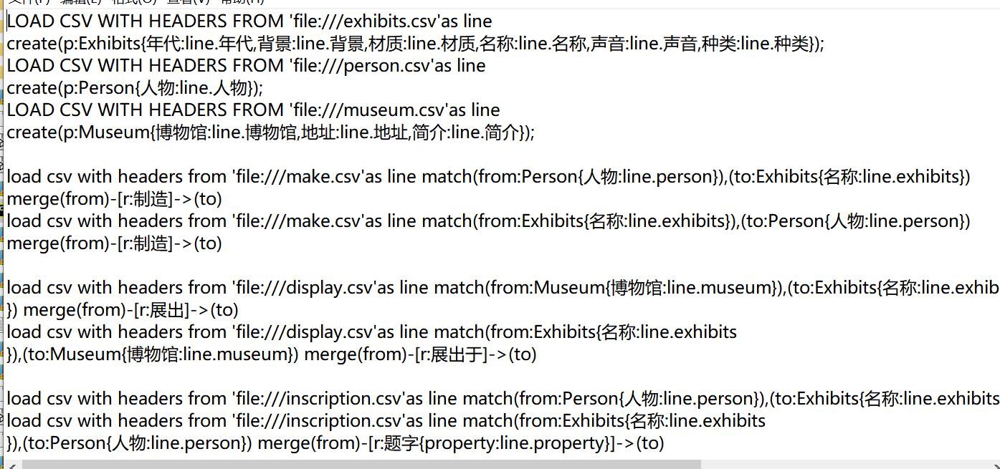 LOAD CSV WITH HEADERS FROM 'file:///exhibits.csv'as line
create(p:Exhibits{年代:line.年代,背景:line.背景,材质:line.材质,名称:line.名称,声音:line.声音,种类:line.种类});
LOAD CSV WITH HEADERS FROM 'file:///person.csv'as line
create(p:Person{人物:line.人物});
LOAD CSV WITH HEADERS FROM 'file:///museum.csv'as line
create(p:Museum{博物馆:line.博物馆,地址:line.地址,简介:line.简介});
load csv with headers from 'file:///make.csv'as line match(from:Person{人物:line.person}),(to:Exhibits{名称:line.exhibits})
merge(from)-[r:制造]->(to)
load csv with headers from 'file:///make.csv'as line match(from:Exhibits{名称:line.exhibits}),(to:Person{人物:line.person})
merge(from)-[r:制造]->(to)
load csv with headers from 'file:///display.csv'as line match(from:Museum{博物馆:line.museum}),(to:Exhibits{名称:line.exhib
}) merge(from)-[r:展出]->(to)
load csv with headers from 'file:///display.csv'as line match(from:Exhibits{名称:line.exhibits
}),(to:Museum{博物馆:line.museum}) merge(from)-[r:展出于]->(to)
load csv with headers from 'file:///inscription.csv'as line match(from:Person{人物:line.person}),(to:Exhibits{名称:line.exhibits
load csv with headers from 'file:///inscription.csv'as line match(from:Exhibits{名称:line.exhibits
}),(to:Person{人物:line.person}) merge(from)-[r:题字{property:line.property}]->(to)